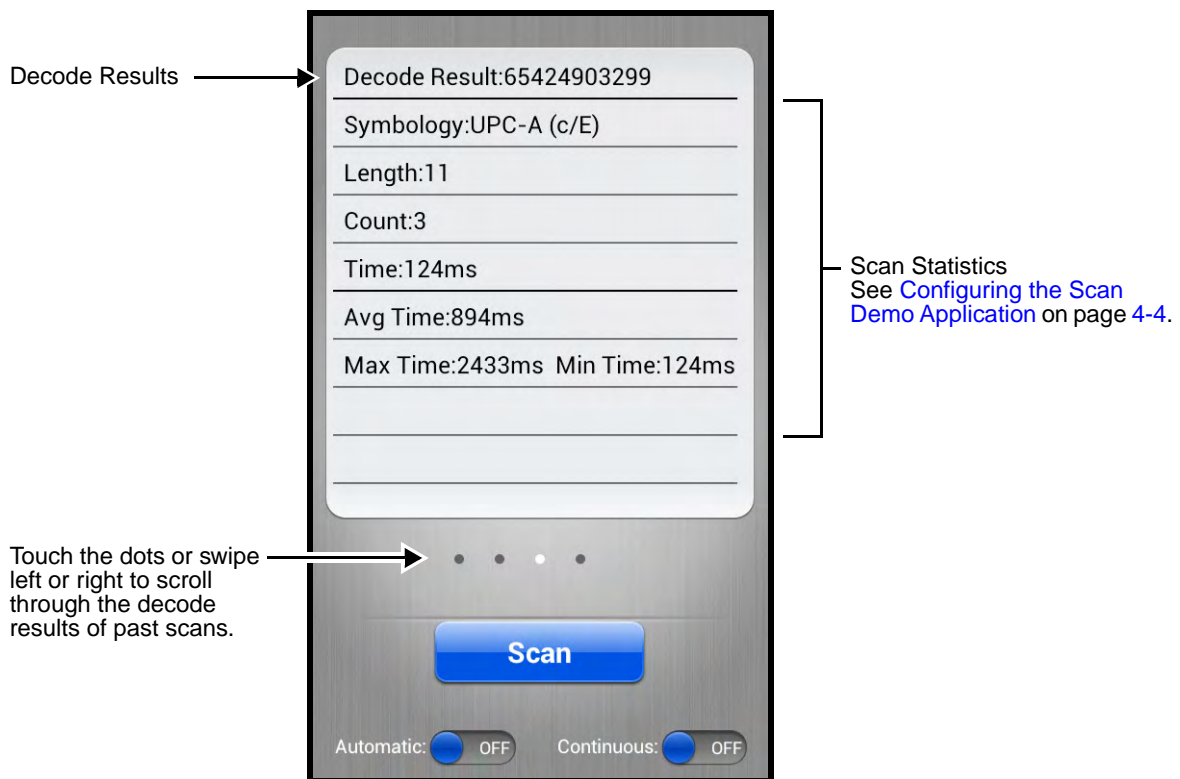 Decode Results
Decode Result:65424903299
Symbology:UPC-A (c/E)
Length:11
Count:3
Time:124ms
Avg Time:894ms
Max Time:2433ms Min Time:124ms
Scan Statistics
See Configuring the Scan
Demo Application on page 4-4.
Touch the dots or swipe
left or right to scroll
through the decode
results of past scans.
Scan
Automatic: OFF Continuous: OFF